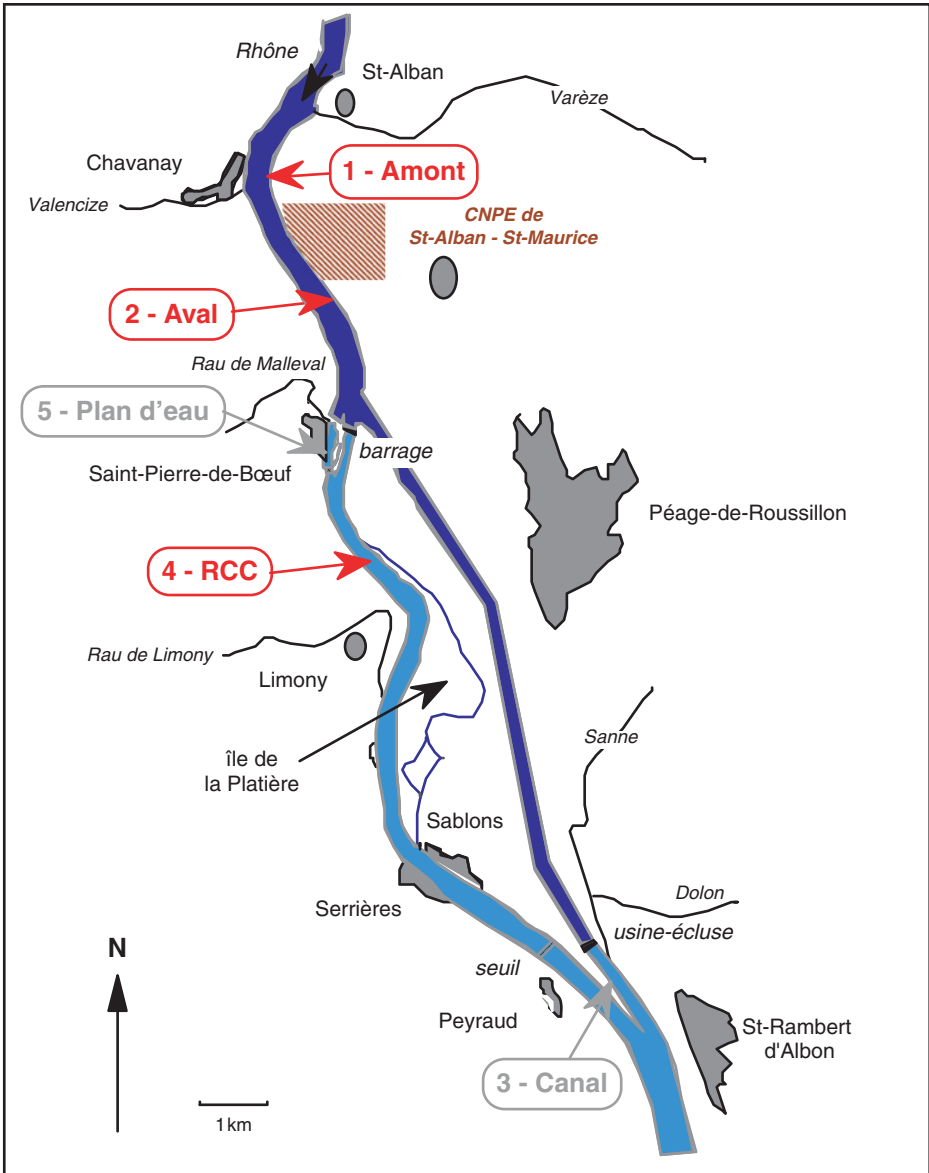 Rhône
St-Alban
Varèze
Chavanay
1 - Amont
Valencize
CNPE de
St-Alban - St-Maurice
2 - Aval
Rau de Malleval
5 - Plan d'eau
barrage
Saint-Pierre-de-Bœuf
Péage-de-Roussillon
4 - RCC
Rau de Limony
Limony
île de
la Platière
Sanne
Sablons
Serrières
Dolon
usine-écluse
N
seuil
Peyraud
St-Rambert
d'Albon
3 - Canal
1 km